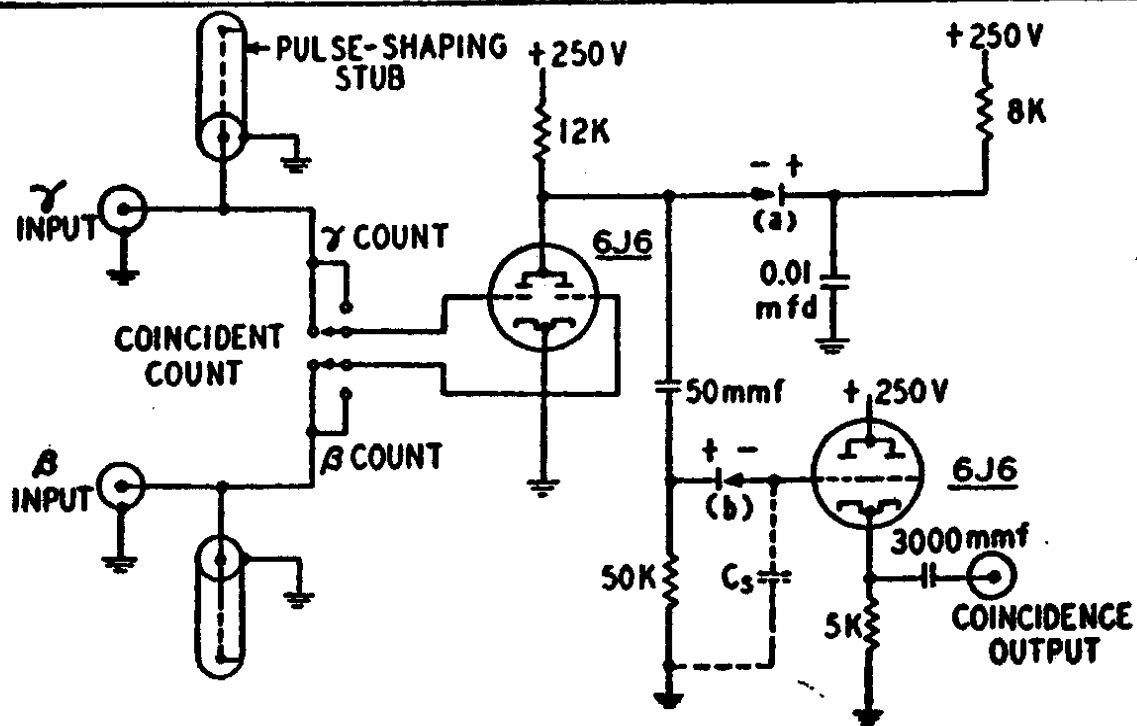 PULSE-SHAPING
STUB
+250V
12K
+250V
8K
γ
INPUT
γ COUNT
6J6
- +
(a)
0.01
mfd
COINCIDENT
COUNT
50mmf
+ 250V
β
INPUT
β COUNT
+ -
(b)
6J6
50K
Cs
3000mmf
5K
COINCIDENCE
OUTPUT